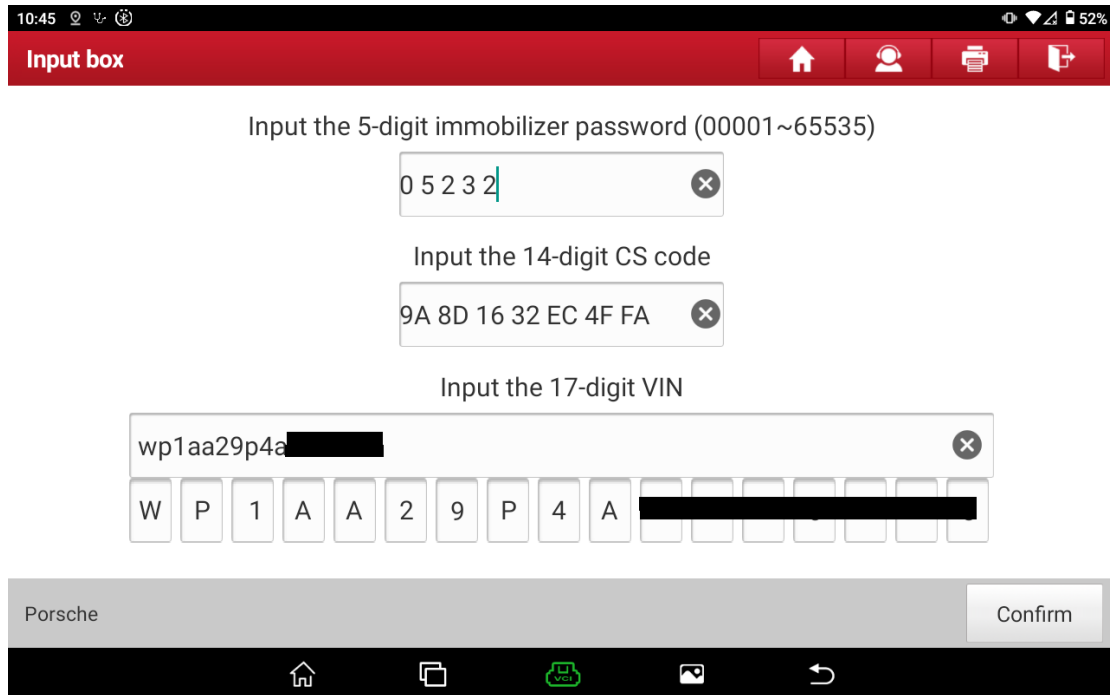 10:45 52%
Input box
Input the 5-digit immobilizer password (00001~65535)
0 5 2 3 2
Input the 14-digit CS code
9A 8D 16 32 EC 4F FA
Input the 17-digit VIN
wp1aa29p4a
W P 1 A A 2 9 P 4 A
Porsche Confirm
VCI